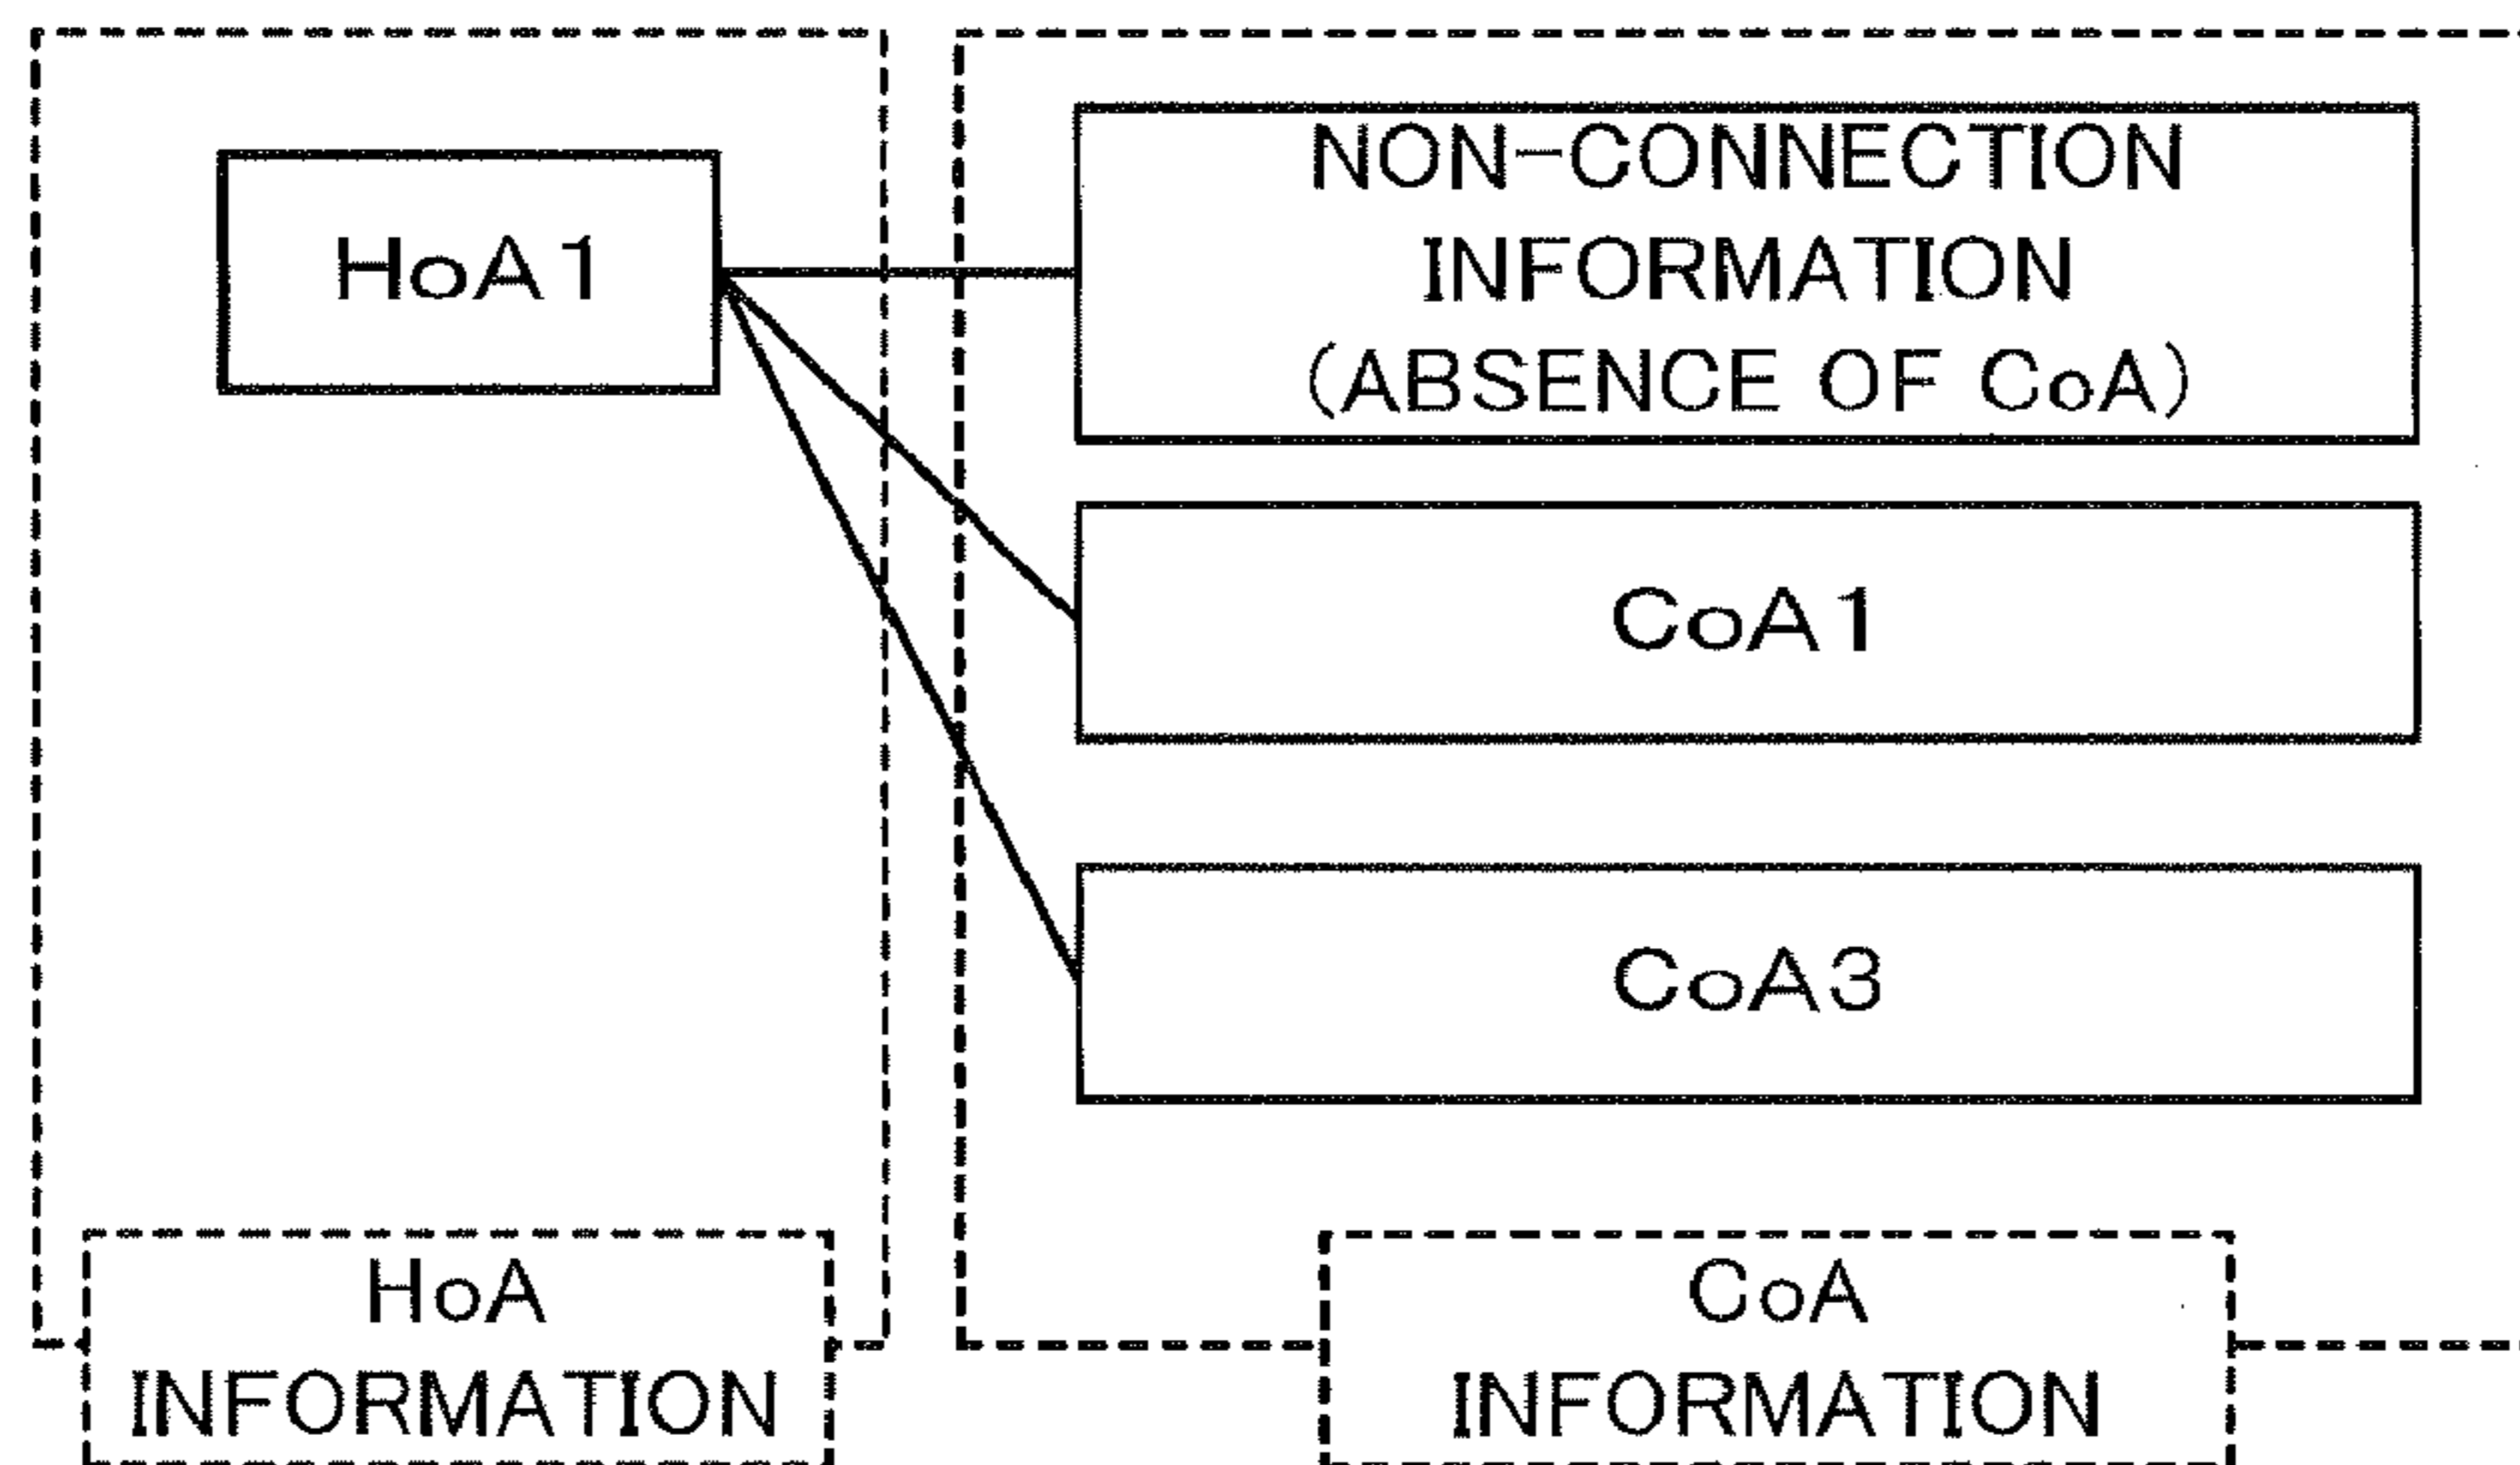 HoA1
NON-CONNECTION
INFORMATION
(ABSENCE OF CoA)
CoA1
CoA3
HoA
INFORMATION
CoA
INFORMATION